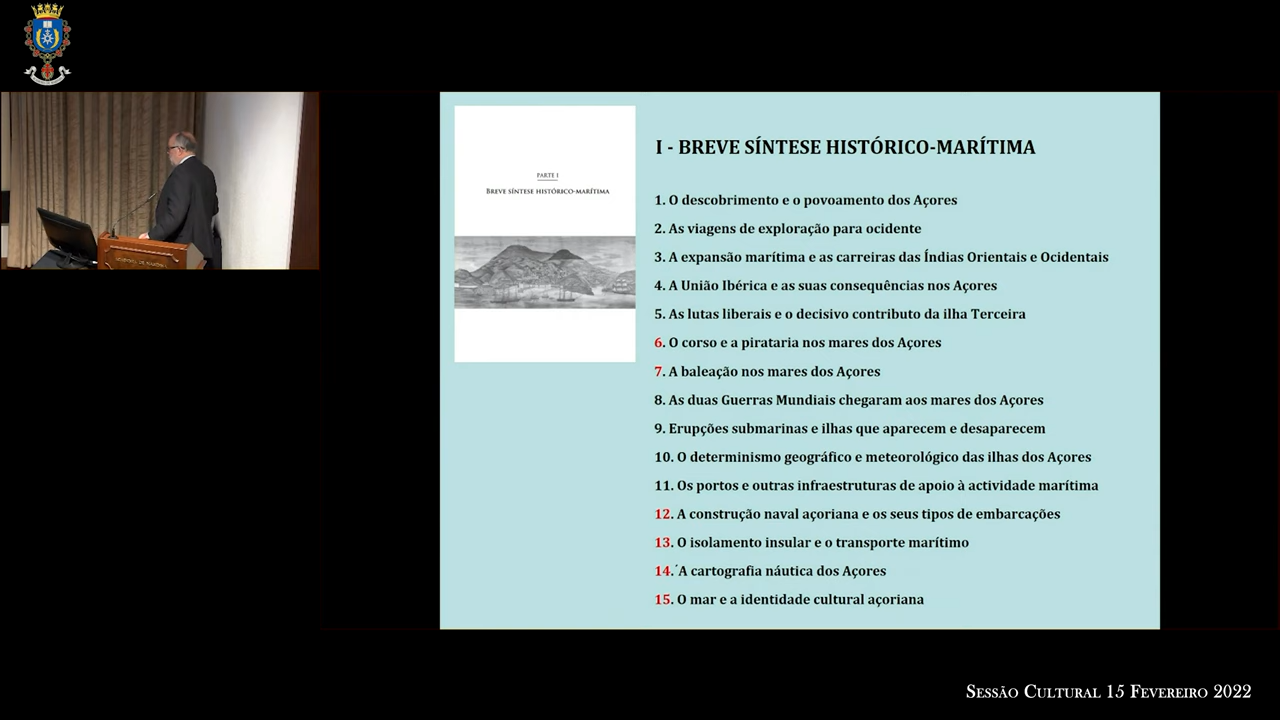 PARTE I
BREVE SÍNTESE HISTÓRICO-MARÍTIMA
I - BREVE SÍNTESE HISTÓRICO-MARÍTIMA
1. O descobrimento e o povoamento dos Açores
2. As viagens de exploração para ocidente
3. A expansão marítima e as carreiras das Índias Orientais e Ocidentais
4. A União Ibérica e as suas consequências nos Açores
5. As lutas liberais e o decisivo contributo da ilha Terceira
6. O corso e a pirataria nos mares dos Açores
7. A baleação nos mares dos Açores
8. As duas Guerras Mundiais chegaram aos mares dos Açores
9. Erupções submarinas e ilhas que aparecem e desaparecem
10. O determinismo geográfico e meteorológico das ilhas dos Açores
11. Os portos e outras infraestruturas de apoio à actividade marítima
12. A construção naval açoriana e os seus tipos de embarcações
13. O isolamento insular e o transporte marítimo
14.´A cartografia náutica dos Açores
15. O mar e a identidade cultural açoriana
SESSÃO CULTURAL 15 FEVEREIRO 2022